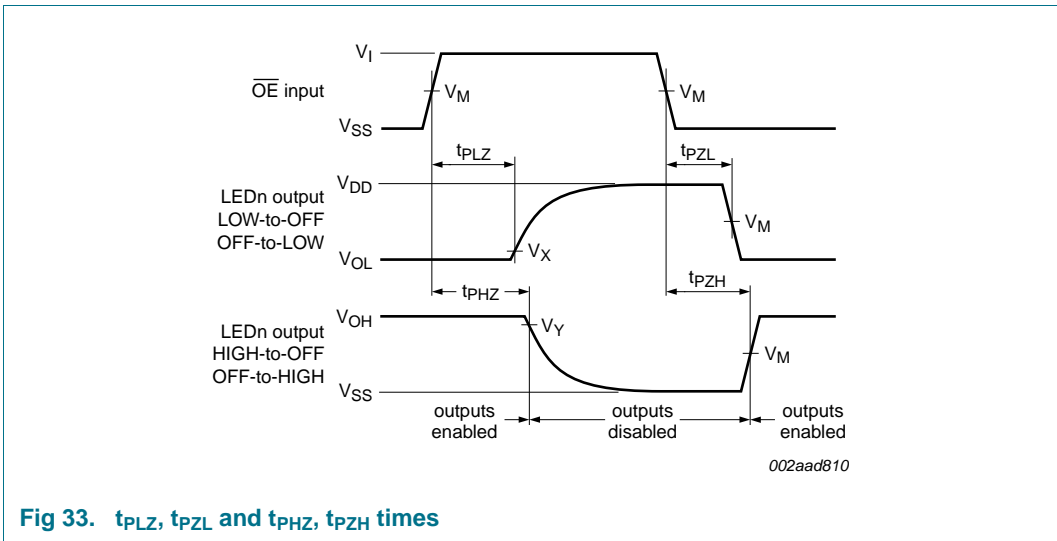 V_I
O̅E̅ input
V_M
V_M
V_SS
t_PLZ
t_PZL
V_DD
LEDn output
LOW-to-OFF
OFF-to-LOW
V_M
V_X
V_OL
t_PHZ
t_PZH
V_OH
LEDn output
HIGH-to-OFF
OFF-to-HIGH
V_Y
V_M
V_SS
outputs
enabled
outputs
disabled
outputs
enabled
002aad810
Fig 33. t_PLZ, t_PZL and t_PHZ, t_PZH times